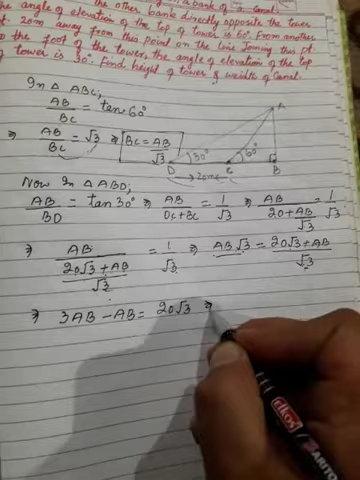 the other bank directly opposite the tower
the angle of elevation of the top of tower is 60°. From another
pt 20m away from this point on the line joining this pt.
to the foot of the tower, the angle of elevation of the top
of tower is 30°. Find height of tower & weidth of Canal.
In △ ABC,
AB/BC = tan 60°
⇒ AB/BC = √3 ⇒ BC = AB/√3
A
30°
60°
D
C
B
20m
Now In △ ABD,
AB/BD = tan 30° ⇒ AB/DC+BC = 1/√3 ⇒ AB/20+AB/√3 = 1/√3
⇒ AB/20√3+AB/√3 = 1/√3 ⇒ AB√3 = 20√3+AB/√3
⇒ 3AB - AB = 20√3 ⇒
cello